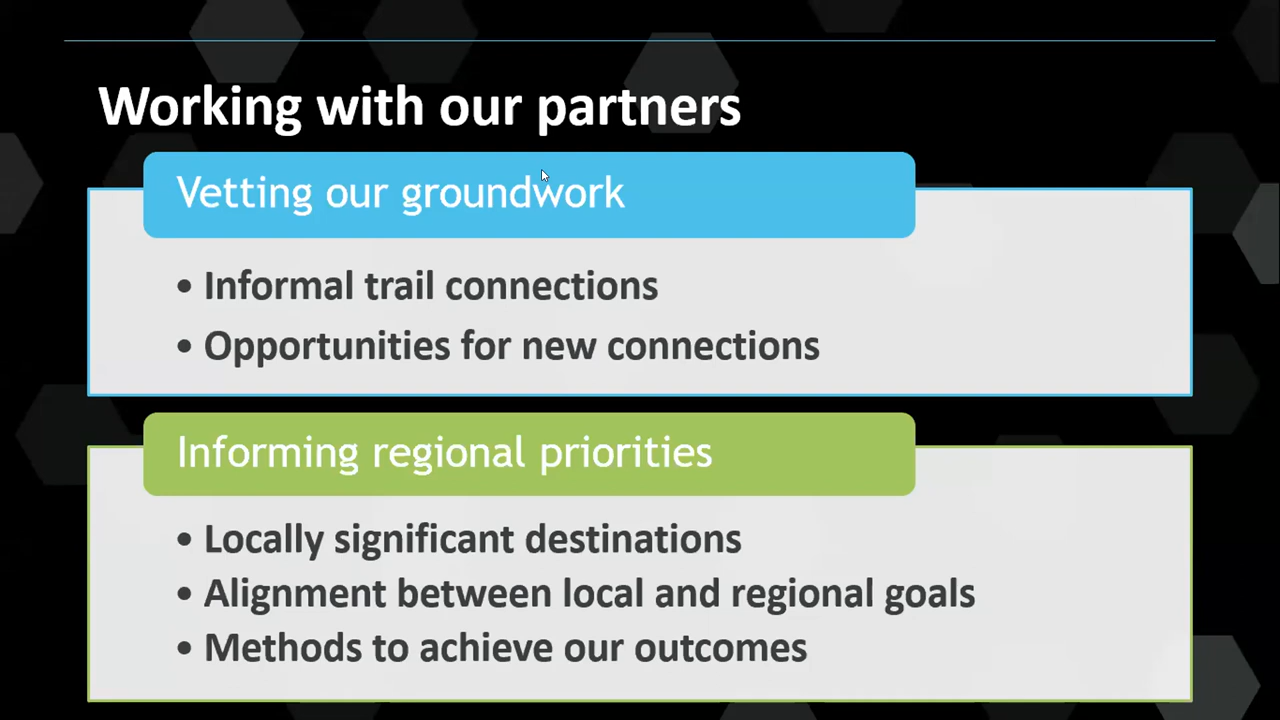 Working with our partners
Vetting our groundwork
• Informal trail connections
• Opportunities for new connections
Informing regional priorities
• Locally significant destinations
• Alignment between local and regional goals
• Methods to achieve our outcomes